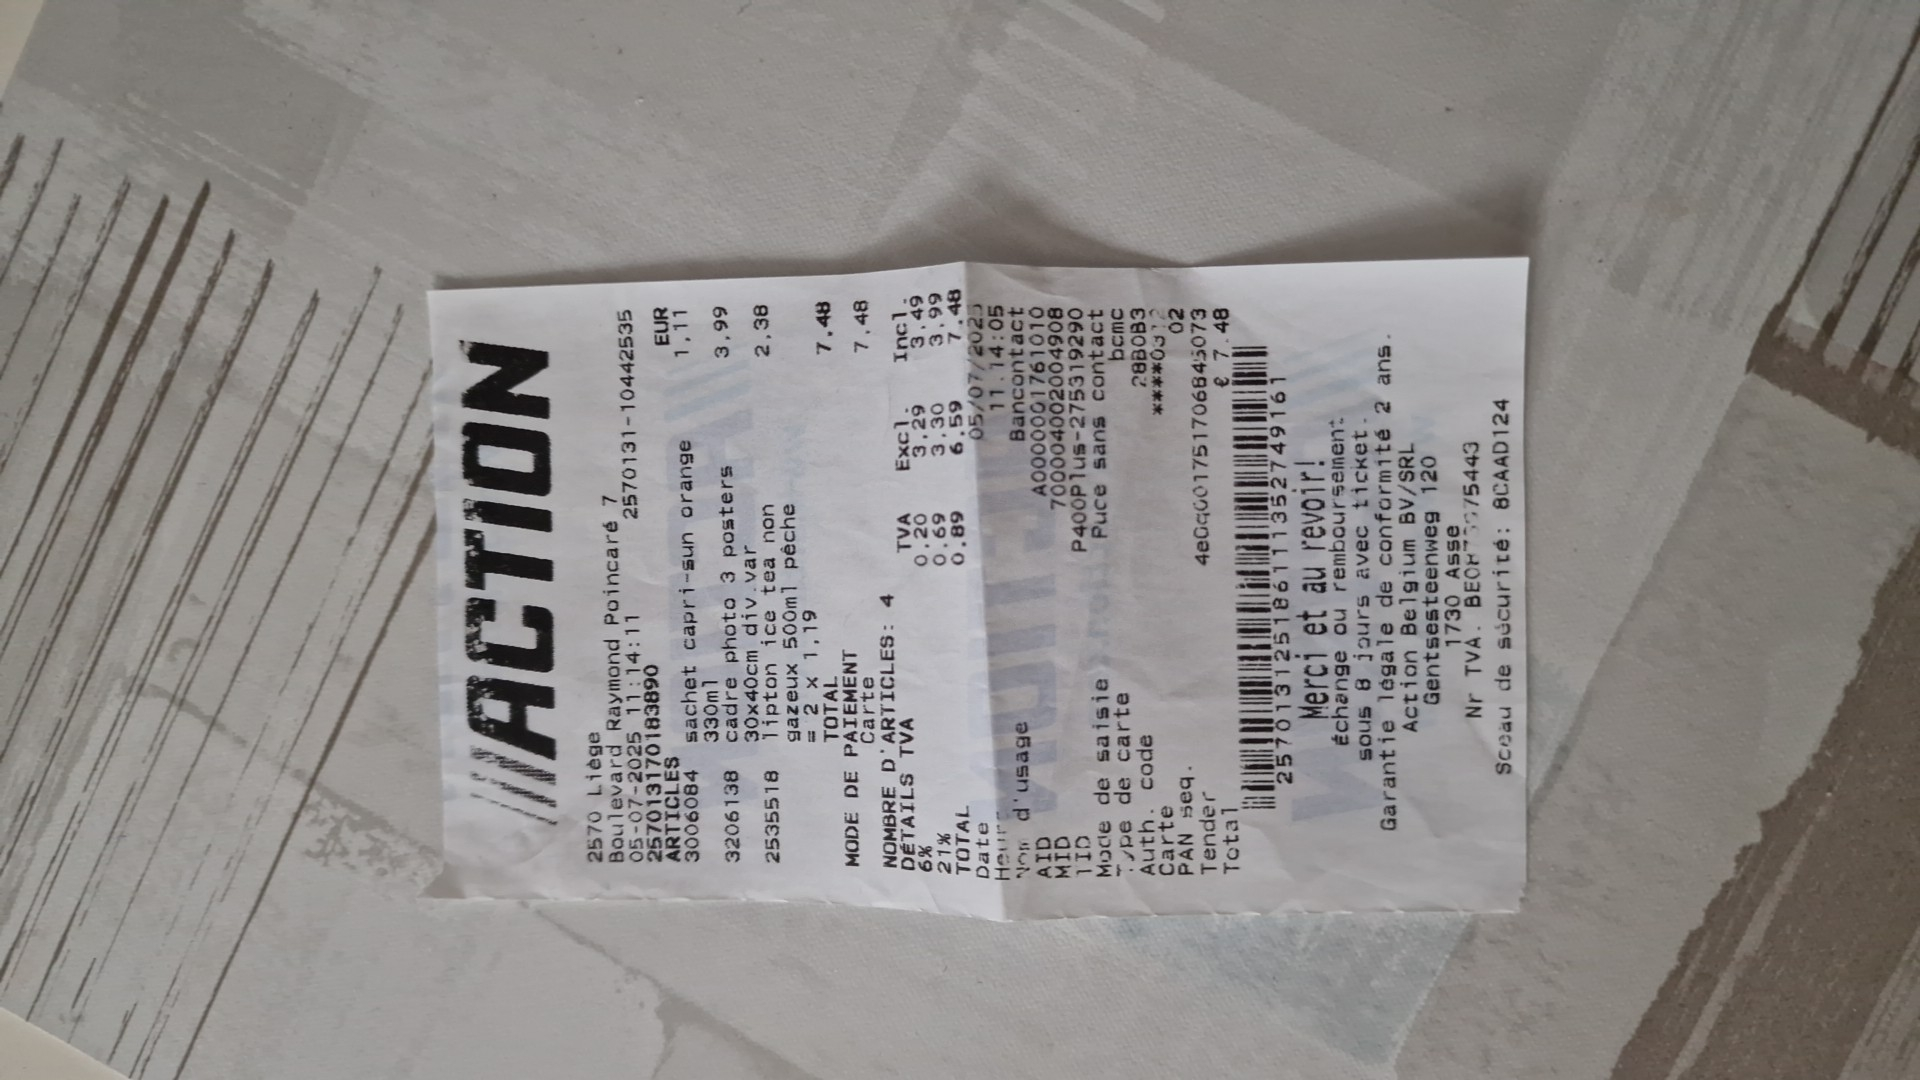 ACTION
2570 Liège
Boulevard Raymond Poincaré 7
05-07-2025 11:14:11 2570131-10442535
257013170183890
ARTICLES EUR
3006084 sachet capri-sun orange 1,11
330ml
3206138 cadre photo 3 posters 3,99
30x40cm div.var
2535518 lipton ice tea non 2,38
gazeux 500ml pêche
= 2 x 1,19
TOTAL 7,48
MODE DE PAIEMENT
Carte 7,48
NOMBRE D'ARTICLES: 4
DÉTAILS TVA TVA Excl. Incl.
6% 0.20 3.29 3.49
21% 0.69 3.30 3.99
TOTAL 0.89 6.59 7.48
Date 05/07/2025
Heure 11.14:05
Nom d'usage Bancontact
AID A0000001761010
MID 70000402004908
TID P400Plus-275319290
Mode de saisie Puce sans contact
Type de carte bcmc
Auth. code 28B0B3
Carte
PAN seq. 02
Tender
Total € 7.48
2570131251861113527 49161
Merci et au revoir!
échange ou remboursement
sous 8 jours avec ticket.
Garantie légale de conformité 2 ans.
Action Belgium BV/SRL
Gentsesteenweg 120
1730 Asse
Nr TVA.
Sceau de sécurité: 8CAAD124